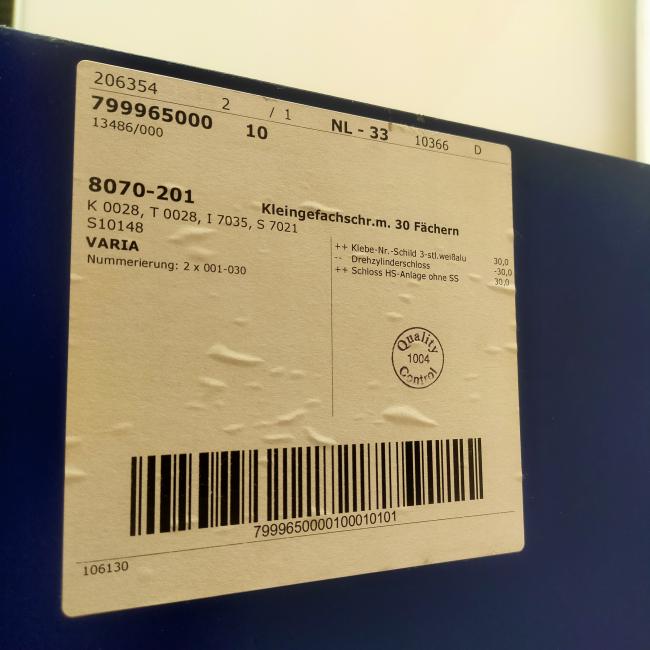 206354 2 / 1 NL - 33 10366 D
799965000 10
13486/000
8070-201 Kleingefachschr.m. 30 Fächern
K 0028, T 0028, I 7035, S 7021
S10148
VARIA
Nummerierung: 2 x 001-030
++ Klebe-Nr.-Schild 3-stl.weißalu 30,0
-- Drehzylinderschloss -30,0
++ Schloss HS-Anlage ohne SS 30,0
Quality
1004
Control
7999650000100010101
106130